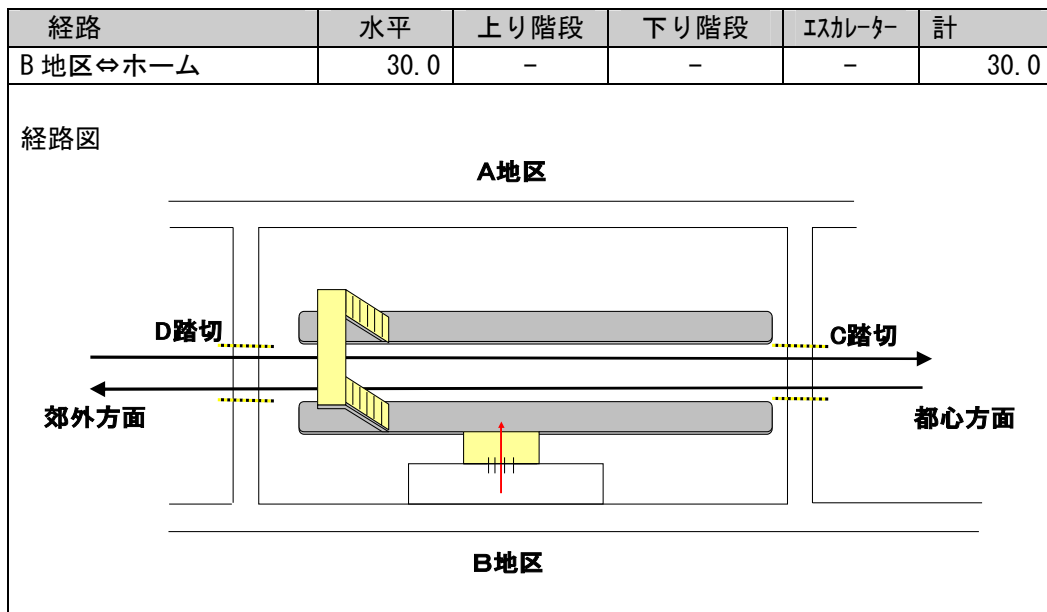 経路 水平 上り階段 下り階段 ｴｽｶﾚｰﾀｰ 計
B 地区⇔ホーム 30.0 － － － 30.0
経路図
A地区
D踏切
C踏切
郊外方面
都心方面
B地区